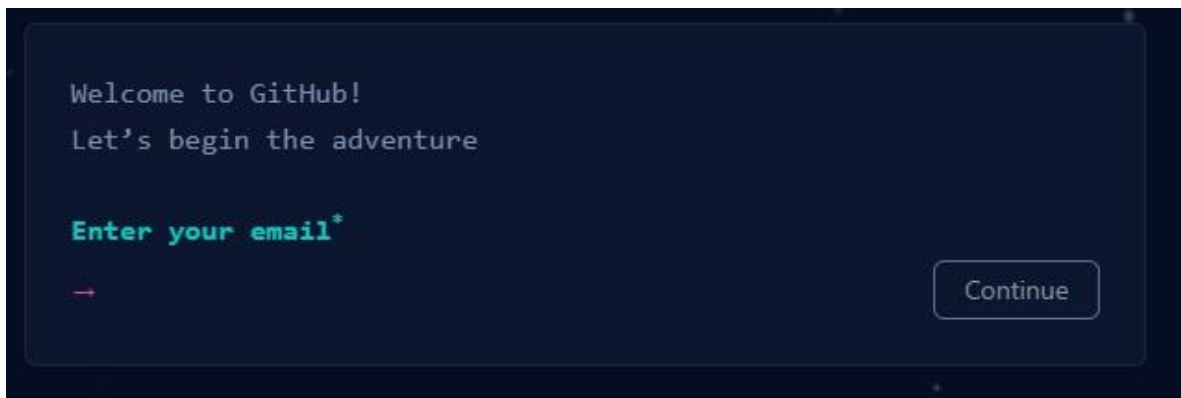 Welcome to GitHub!
Let’s begin the adventure
Enter your email*
→
Continue